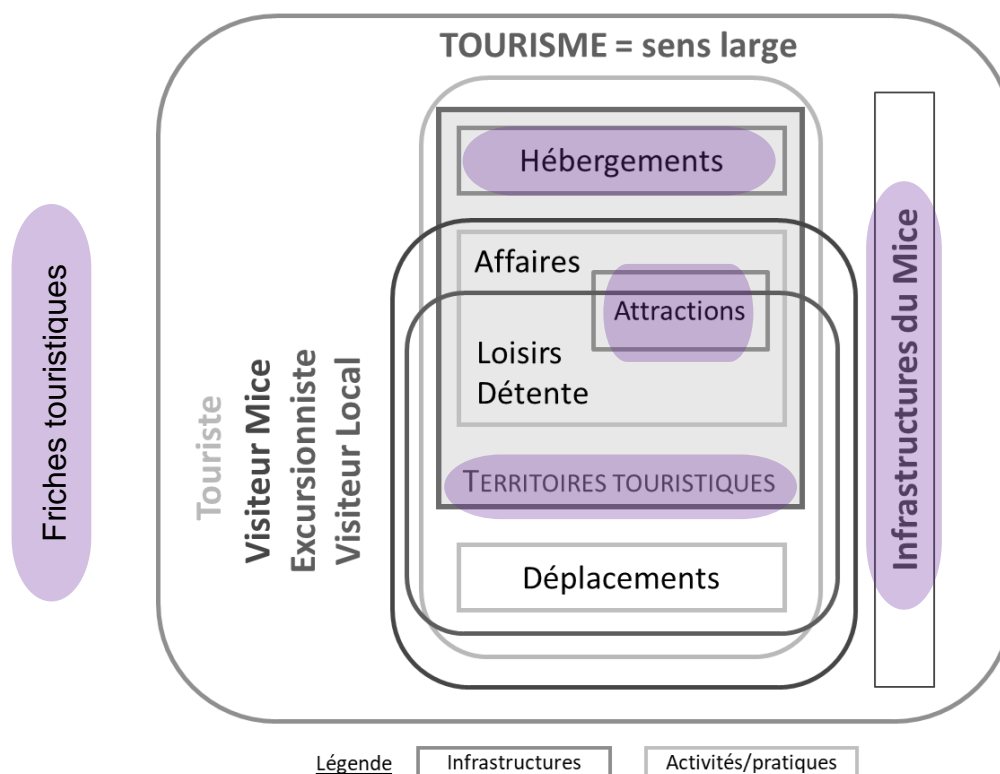 TOURISME = sens large
Friches touristiques
Touriste
Visiteur Mice
Excursionniste
Visiteur Local
Hébergements
Affaires
Attractions
Loisirs
Détente
TERRITOIRES TOURISTIQUES
Déplacements
Infrastructures du Mice
Légende
Infrastructures
Activités/pratiques